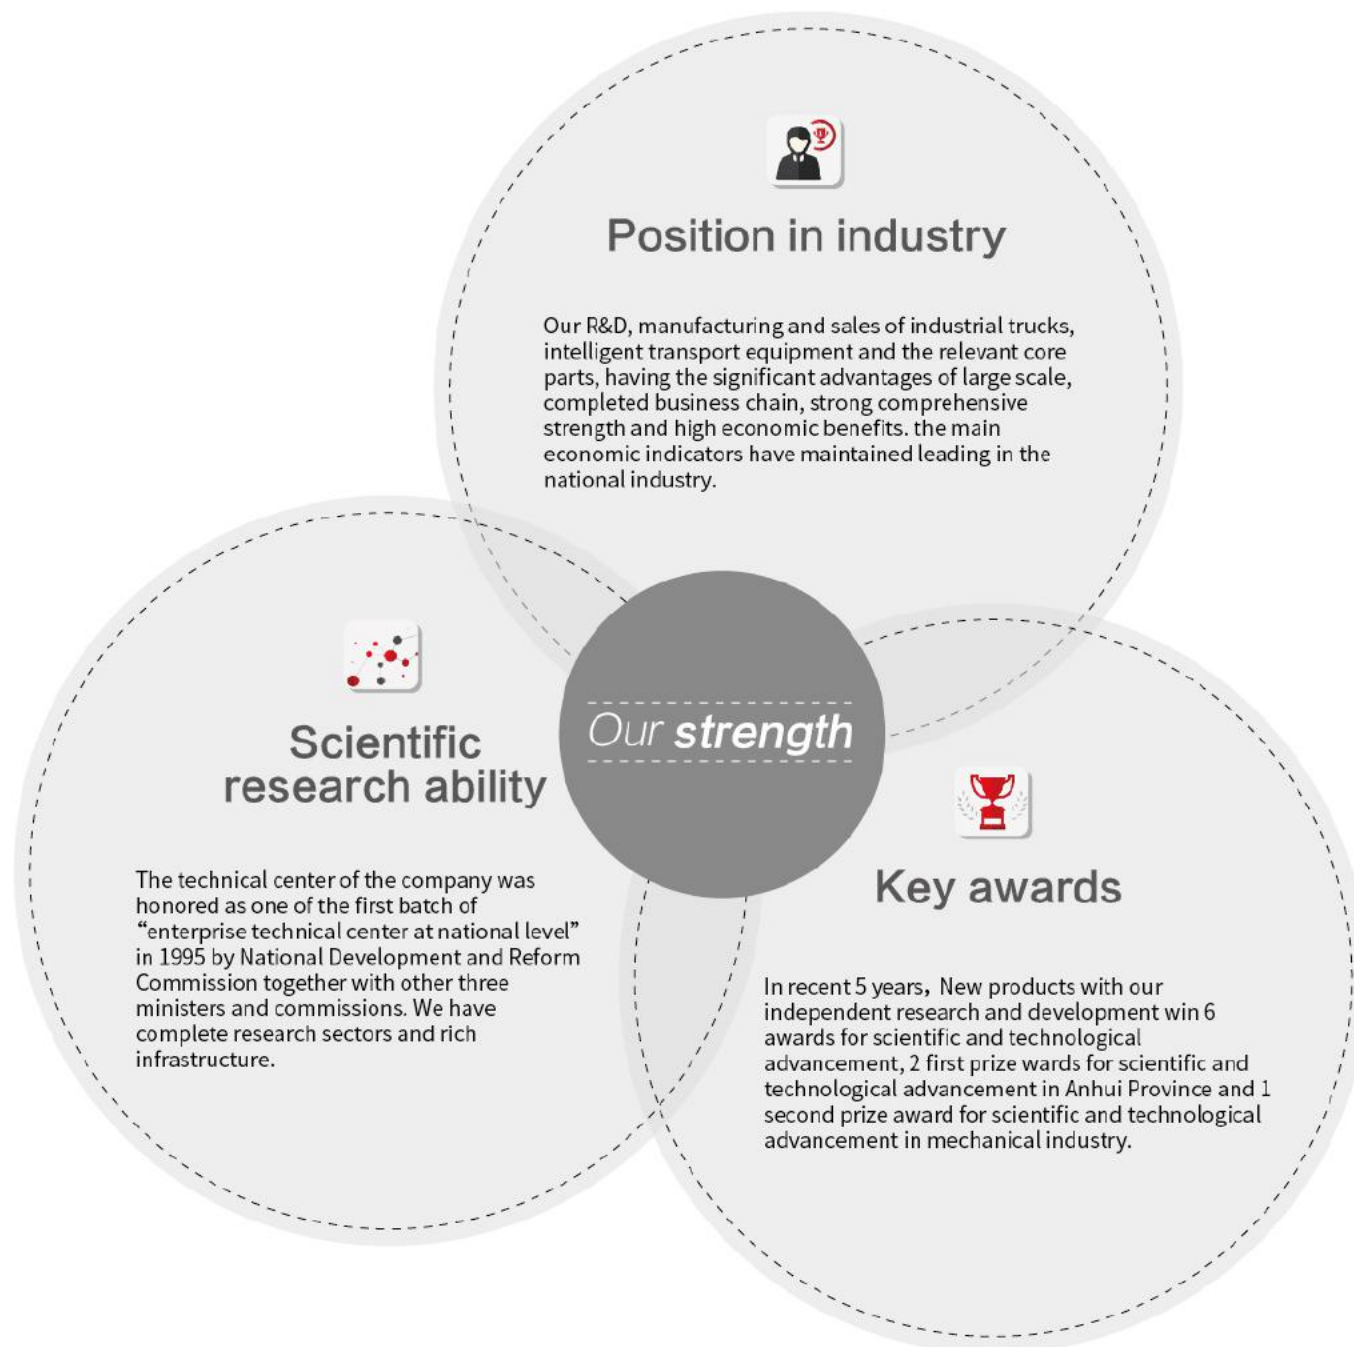 Position in industry
Our R&D, manufacturing and sales of industrial trucks,
intelligent transport equipment and the relevant core
parts, having the significant advantages of large scale,
completed business chain, strong comprehensive
strength and high economic benefits. the main
economic indicators have maintained leading in the
national industry.
Our strength
Scientific
research ability
The technical center of the company was
honored as one of the first batch of
“enterprise technical center at national level”
in 1995 by National Development and Reform
Commission together with other three
ministers and commissions. We have
complete research sectors and rich
infrastructure.
Key awards
In recent 5 years, New products with our
independent research and development win 6
awards for scientific and technological
advancement, 2 first prize wards for scientific and
technological advancement in Anhui Province and 1
second prize award for scientific and technological
advancement in mechanical industry.